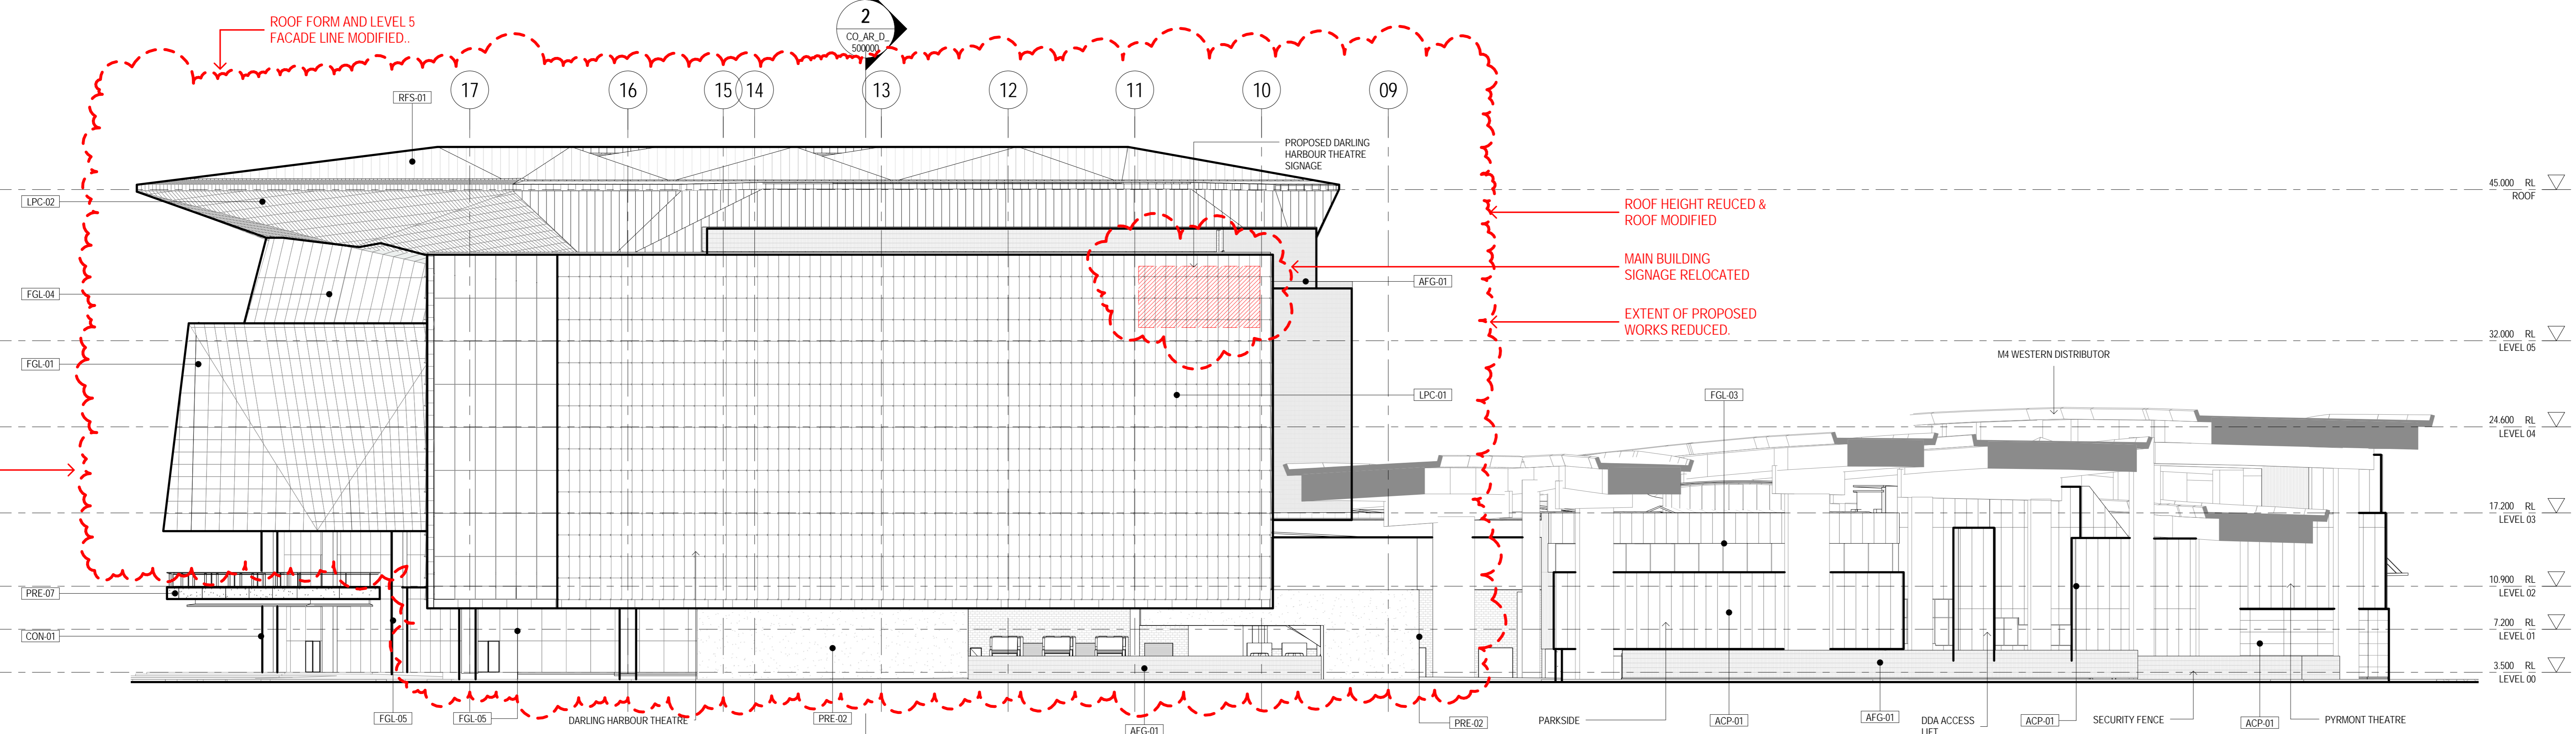 ROOF FORM AND LEVEL 5
FACADE LINE MODIFIED..
2
CO_AR_D_
500000
RFS-01
17
16
15
14
13
12
11
10
09
PROPOSED DARLING
HARBOUR THEATRE
SIGNAGE
LPC-02
45.000 RL
ROOF
ROOF HEIGHT REUCED &
ROOF MODIFIED
MAIN BUILDING
SIGNAGE RELOCATED
FGL-04
AFG-01
EXTENT OF PROPOSED
WORKS REDUCED.
32.000 RL
LEVEL 05
FGL-01
M4 WESTERN DISTRIBUTOR
LPC-01
FGL-03
24.600 RL
LEVEL 04
17.200 RL
LEVEL 03
10.900 RL
LEVEL 02
PRE-07
7.200 RL
LEVEL 01
CON-01
3.500 RL
LEVEL 00
FGL-05
FGL-05
DARLING HARBOUR THEATRE
PRE-02
AFG-01
PRE-02
PARKSIDE
ACP-01
AFG-01
DDA ACCESS
LIFT
ACP-01
SECURITY FENCE
ACP-01
PYRMONT THEATRE